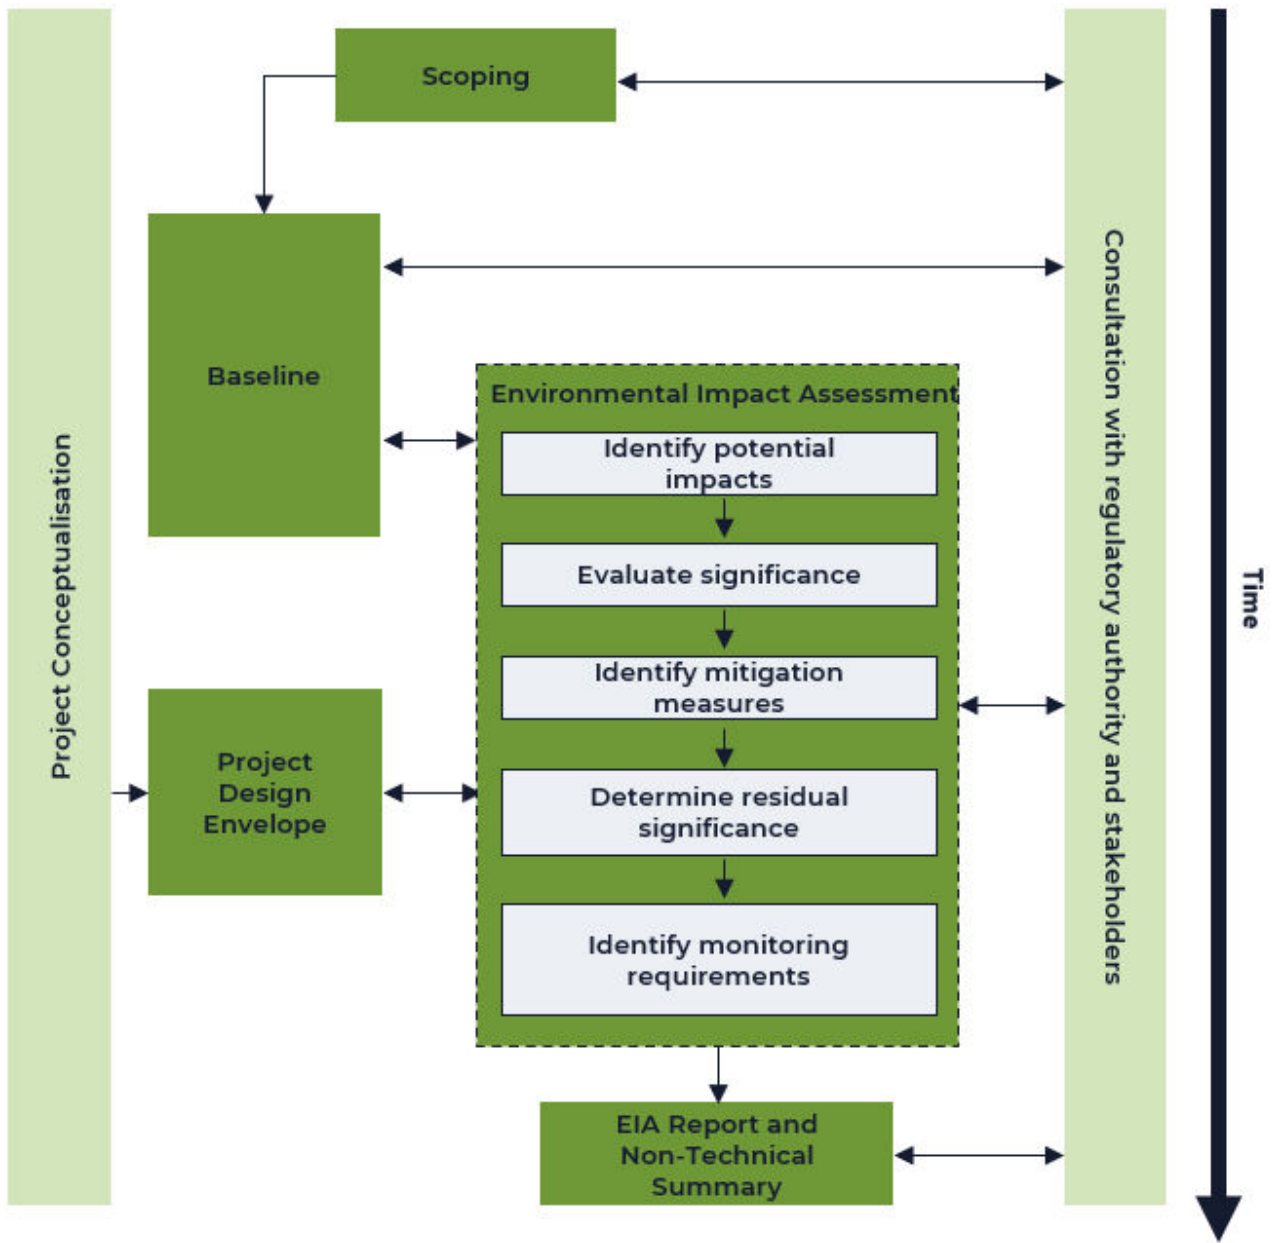 Scoping
Baseline
Environmental Impact Assessment
Identify potential
impacts
Evaluate significance
Identify mitigation
measures
Determine residual
significance
Identify monitoring
requirements
Project
Design
Envelope
EIA Report and
Non-Technical
Summary
Project Conceptualisation
Consultation with regulatory authority and stakeholders
Time